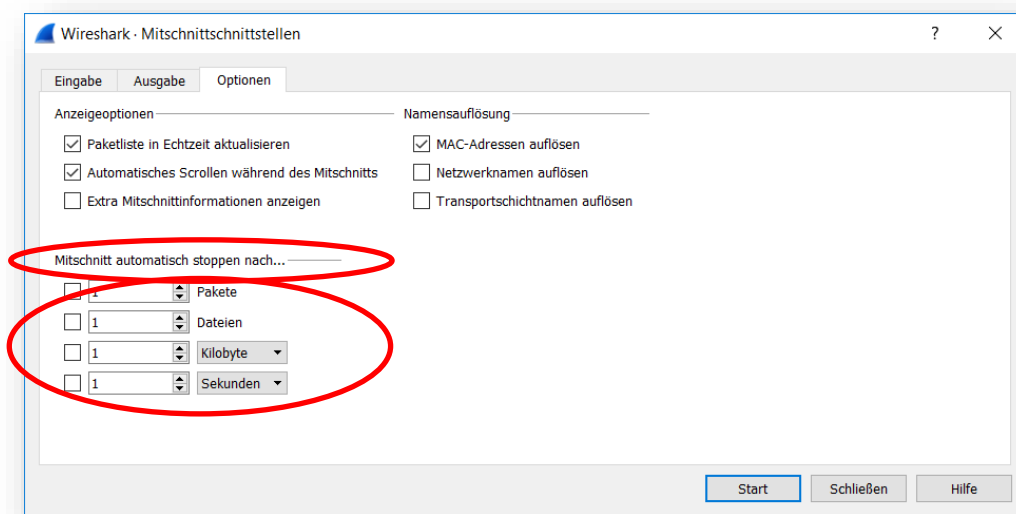 Wireshark · Mitschnittschnittstellen ?
Eingabe Ausgabe Optionen
Anzeigeoptionen Namensauflösung
Paketliste in Echtzeit aktualisieren MAC-Adressen auflösen
Automatisches Scrollen während des Mitschnitts Netzwerknamen auflösen
Extra Mitschnittinformationen anzeigen Transportschichtnamen auflösen
Mitschnitt automatisch stoppen nach...
1 Pakete
1 Dateien
1 Kilobyte
1 Sekunden
Start Schließen Hilfe